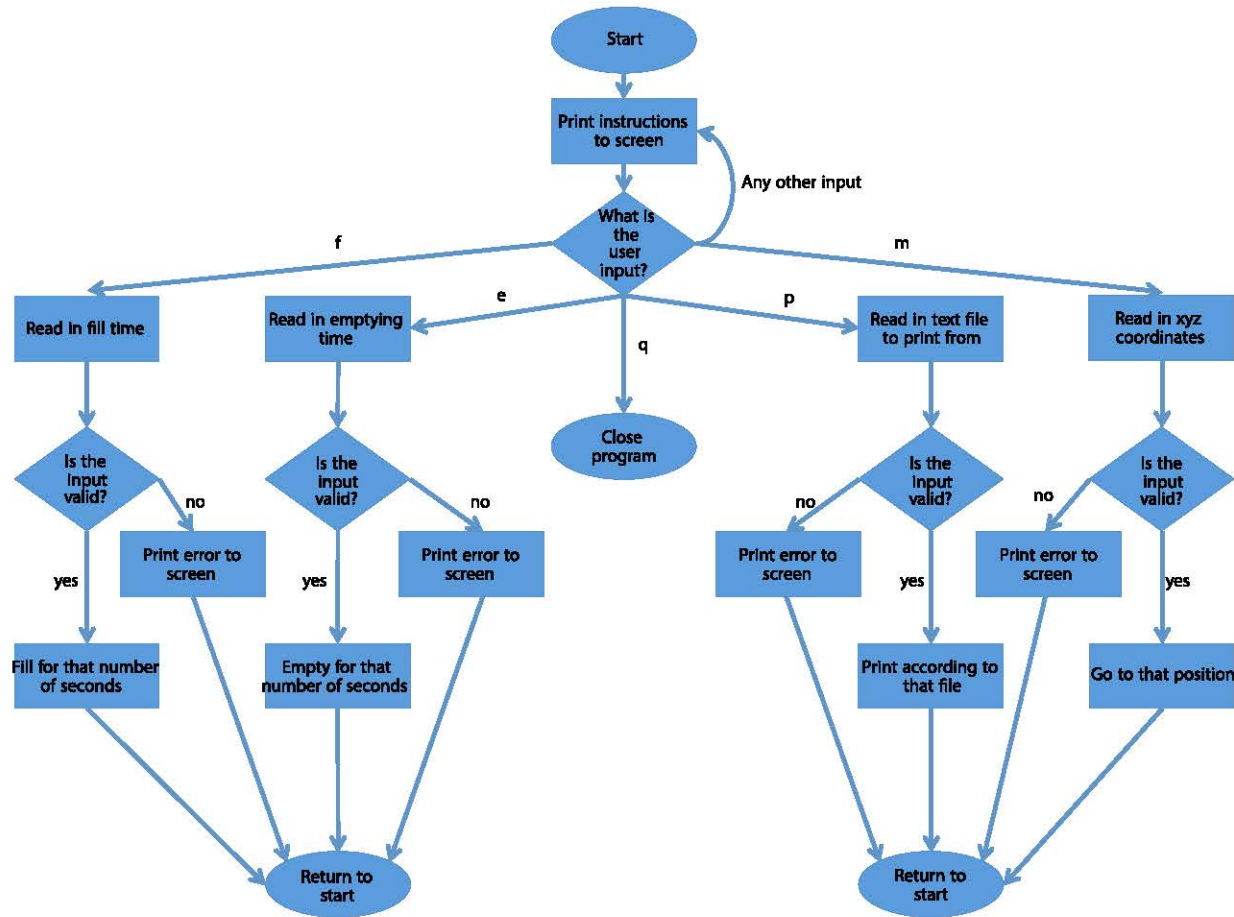 Start
Print instructions
to screen
Any other input
What is
the
user
input?
f
m
e
p
q
Read in fill time
Read in emptying
time
Read in text file
to print from
Read in xyz
coordinates
Close
program
Is the
input
valid?
no
yes
Is the
input
valid?
no
yes
Is the
input
valid?
no
yes
Is the
input
valid?
no
yes
Print error to
screen
Print error to
screen
Print error to
screen
Print error to
screen
Fill for that number
of seconds
Empty for that
number of seconds
Print according to
that file
Go to that position
Return to
start
Return to
start